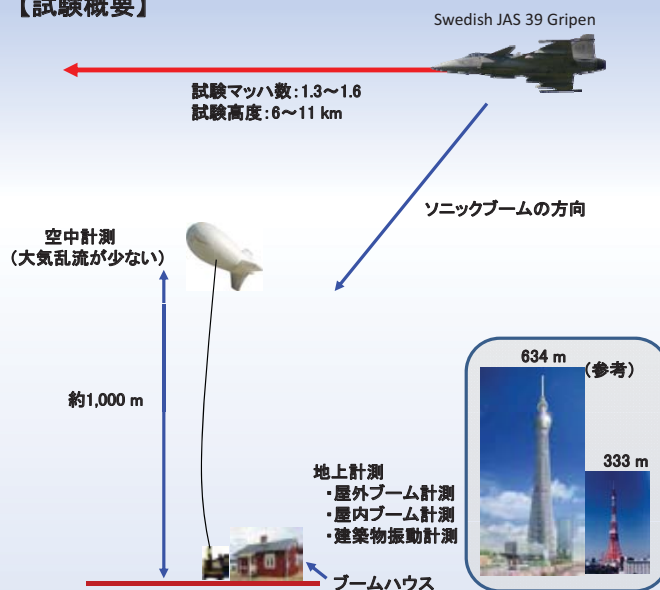 【試験概要】
Swedish JAS 39 Gripen
試験マッハ数：1.3～1.6
試験高度：6～11 km
ソニックブームの方向
空中計測
（大気乱流が少ない）
約1,000 m
634 m
（参考）
333 m
地上計測
・屋外ブーム計測
・屋内ブーム計測
・建築物振動計測
ブームハウス